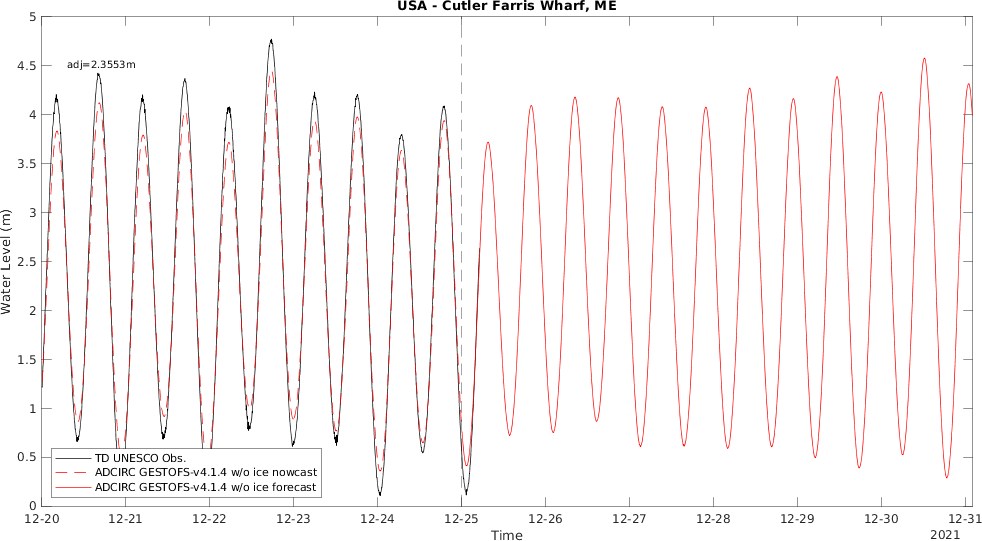 USA - Cutler Farris Wharf, ME
5
4.5
4
3.5
3
2.5
2
1.5
1
0.5
0
Water Level (m)
adj=2.3553m
TD UNESCO Obs.
ADCIRC GESTOFS-v4.1.4 w/o ice nowcast
ADCIRC GESTOFS-v4.1.4 w/o ice forecast
12-20 12-21 12-22 12-23 12-24 12-25 12-26 12-27 12-28 12-29 12-30 12-31
Time
2021